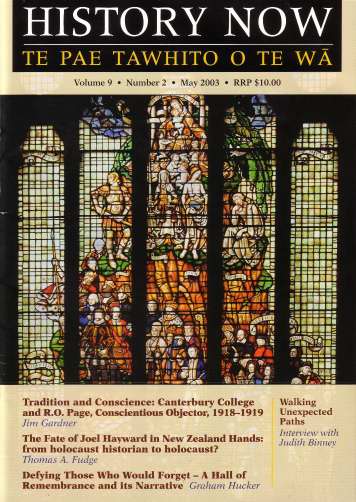 HISTORY NOW
TE PAE TAWHITO O TE WĀ
Volume 9 • Number 2 • May 2003 • RRP $10.00
Tradition and Conscience: Canterbury College
and R.O. Page, Conscientious Objector, 1918–1919
Jim Gardner
The Fate of Joel Hayward in New Zealand Hands:
from holocaust historian to holocaust?
Thomas A. Fudge
Defying Those Who Would Forget – A Hall of
Remembrance and Its Narrative Graham Hucker
Walking
Unexpected
Paths
Interview with
Judith Binney